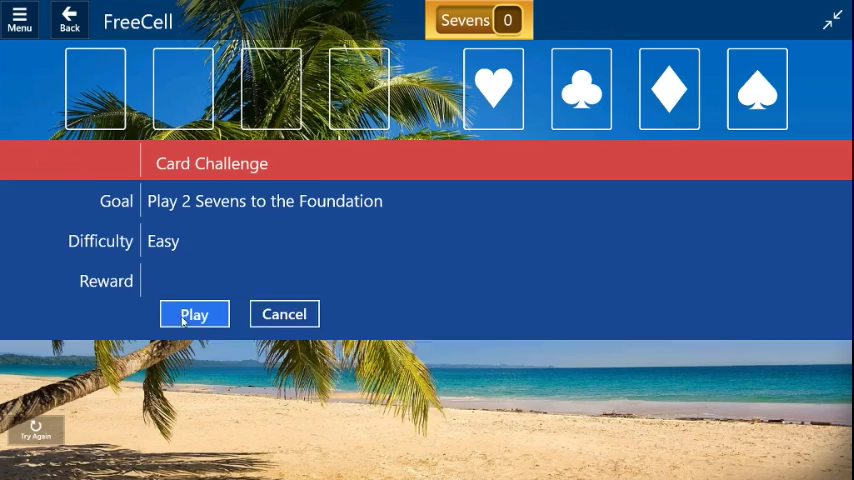 Menu
Back
FreeCell
Sevens 0
Card Challenge
Goal Play 2 Sevens to the Foundation
Difficulty Easy
Reward
Play Cancel
Try Again